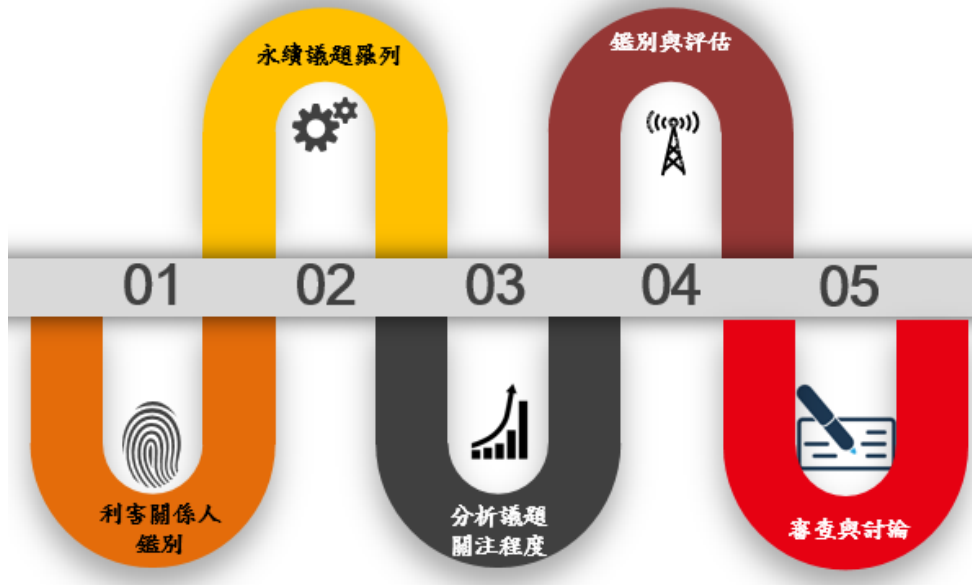 永續議題羅列
鑑別與評估
01 02 03 04 05
利害關係人
鑑別
分析議題
關注程度
審查與討論